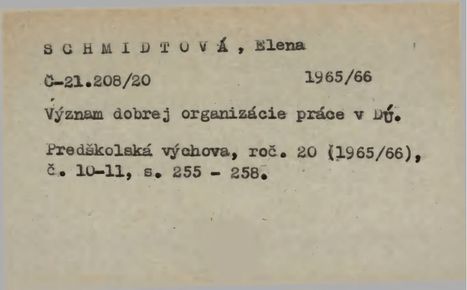 S C H M I D T O V Á , Elena
Č-21.208/20 1965/66
Význam dobrej organizácie práce v DÚ.
Predškolská výchova, roč. 20 (1965/66),
č. 10-11, s. 255 - 258.